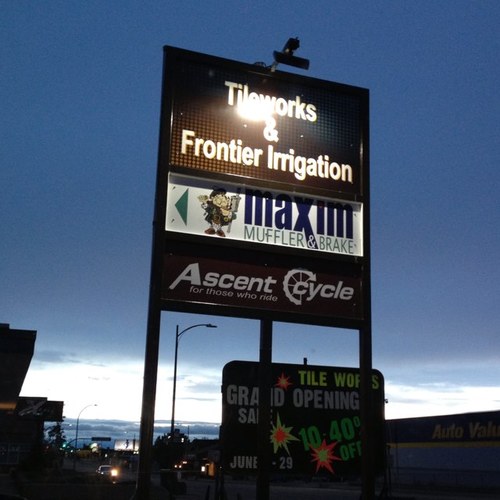 Tileworks
&
Frontier Irrigation
maxim
MUFFLER & BRAKE
Ascent Cycle
for those who ride
TILE WORKS
GRAND OPENING
SALE
10-40%
OFF
JUNE - 29
Auto Value